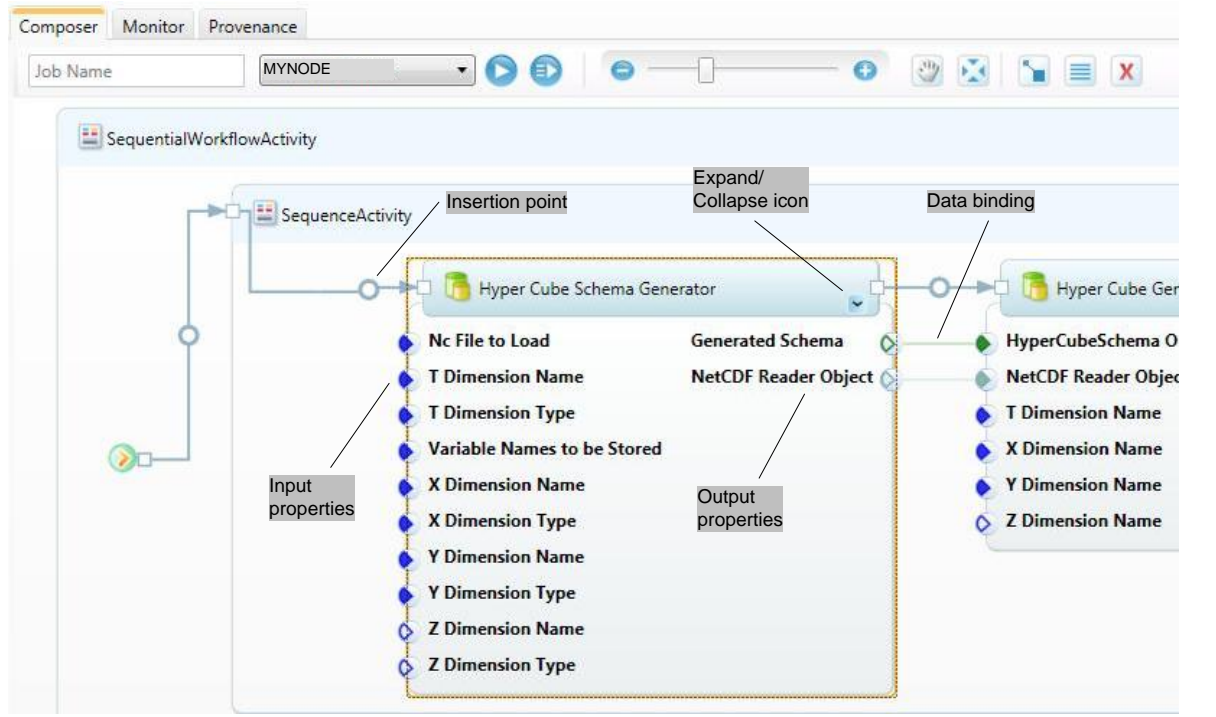 Composer Monitor Provenance
Job Name MYNODE
SequentialWorkflowActivity
SequenceActivity
Insertion point
Expand/
Collapse icon
Data binding
Hyper Cube Schema Generator
Nc File to Load
T Dimension Name
T Dimension Type
Variable Names to be Stored
X Dimension Name
X Dimension Type
Y Dimension Name
Y Dimension Type
Z Dimension Name
Z Dimension Type
Generated Schema
NetCDF Reader Object
Input
properties
Output
properties
Hyper Cube Ger
HyperCubeSchema O
NetCDF Reader Objec
T Dimension Name
X Dimension Name
Y Dimension Name
Z Dimension Name